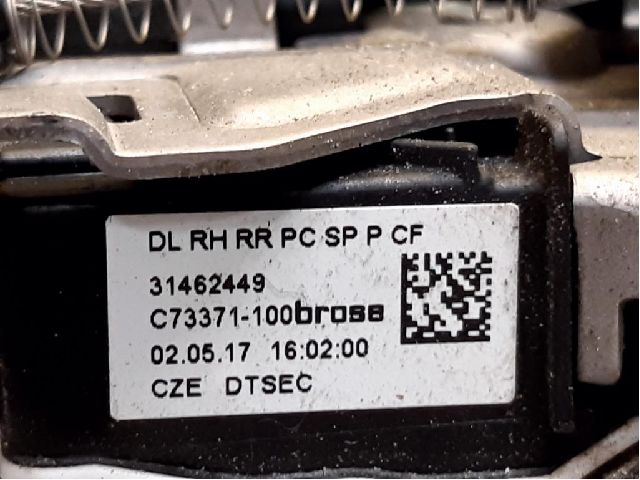 DL RH RR PC SP P CF
31462449
C73371-100brose
02.05.17 16:02:00
CZE DTSEC